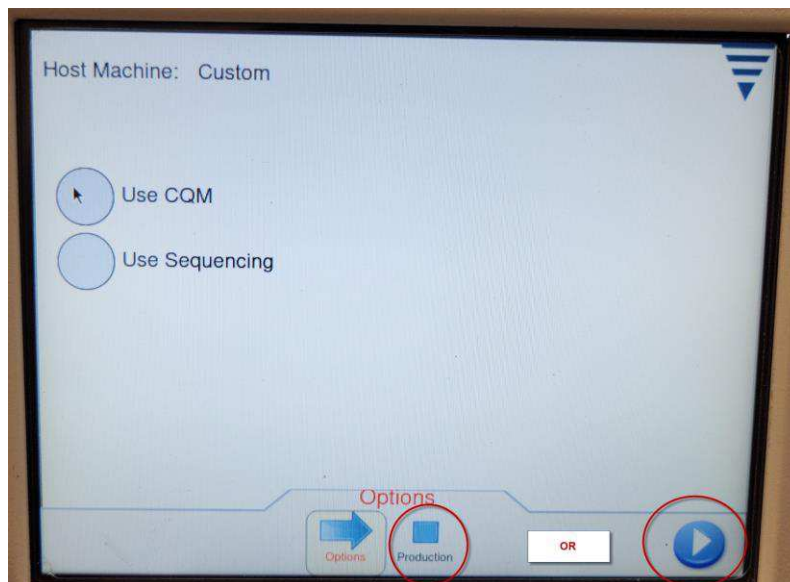 Host Machine: Custom
Use CQM
Use Sequencing
Options
Options
Production
OR